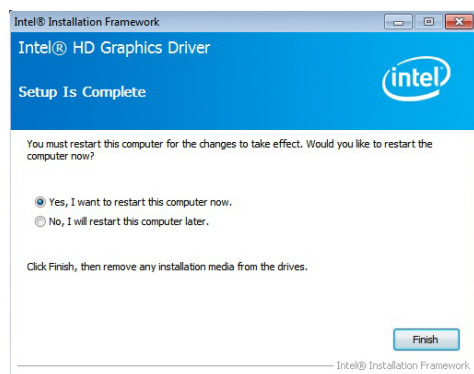 Intel® Installation Framework
Intel® HD Graphics Driver
Setup Is Complete
(intel)
You must restart this computer for the changes to take effect. Would you like to restart the
computer now?
Yes, I want to restart this computer now.
No, I will restart this computer later.
Click Finish, then remove any installation media from the drives.
Finish
Intel® Installation Framework